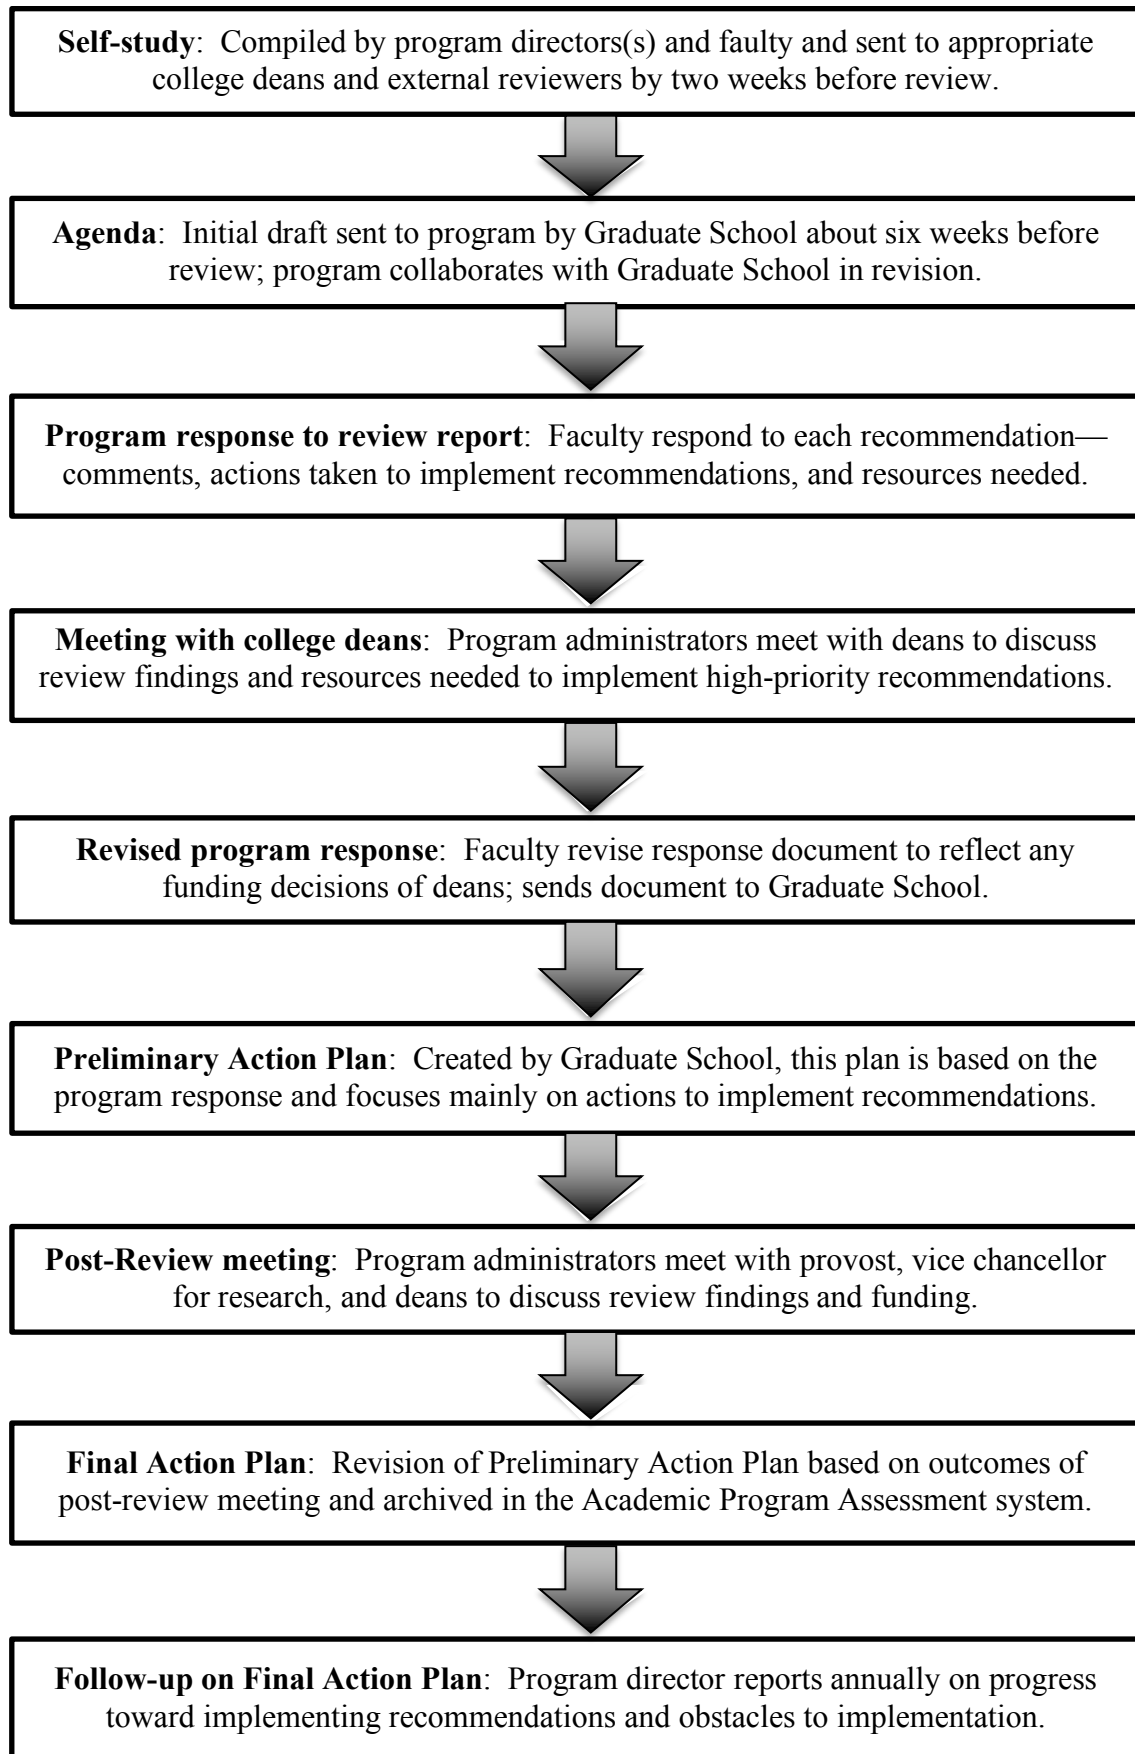 Self-study:  Compiled by program directors(s) and faulty and sent to appropriate
college deans and external reviewers by two weeks before review.
Agenda:  Initial draft sent to program by Graduate School about six weeks before
review; program collaborates with Graduate School in revision.
Program response to review report:  Faculty respond to each recommendation—
comments, actions taken to implement recommendations, and resources needed.
Meeting with college deans:  Program administrators meet with deans to discuss
review findings and resources needed to implement high-priority recommendations.
Revised program response:  Faculty revise response document to reflect any
funding decisions of deans; sends document to Graduate School.
Preliminary Action Plan:  Created by Graduate School, this plan is based on the
program response and focuses mainly on actions to implement recommendations.
Post-Review meeting:  Program administrators meet with provost, vice chancellor
for research, and deans to discuss review findings and funding.
Final Action Plan:  Revision of Preliminary Action Plan based on outcomes of
post-review meeting and archived in the Academic Program Assessment system.
Follow-up on Final Action Plan:  Program director reports annually on progress
toward implementing recommendations and obstacles to implementation.